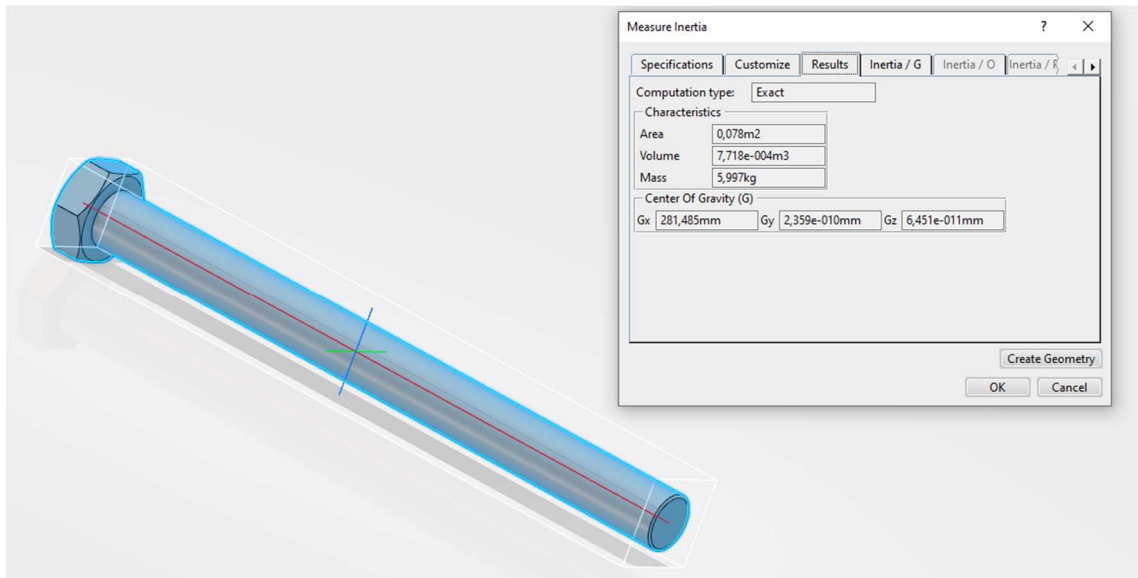 Measure Inertia ? ×
Specifications Customize Results Inertia / G Inertia / O Inertia /
Computation type: Exact
Characteristics
Area 0,078m2
Volume 7,718e-004m3
Mass 5,997kg
Center Of Gravity (G)
Gx 281,485mm Gy 2,359e-010mm Gz 6,451e-011mm
Create Geometry
OK Cancel